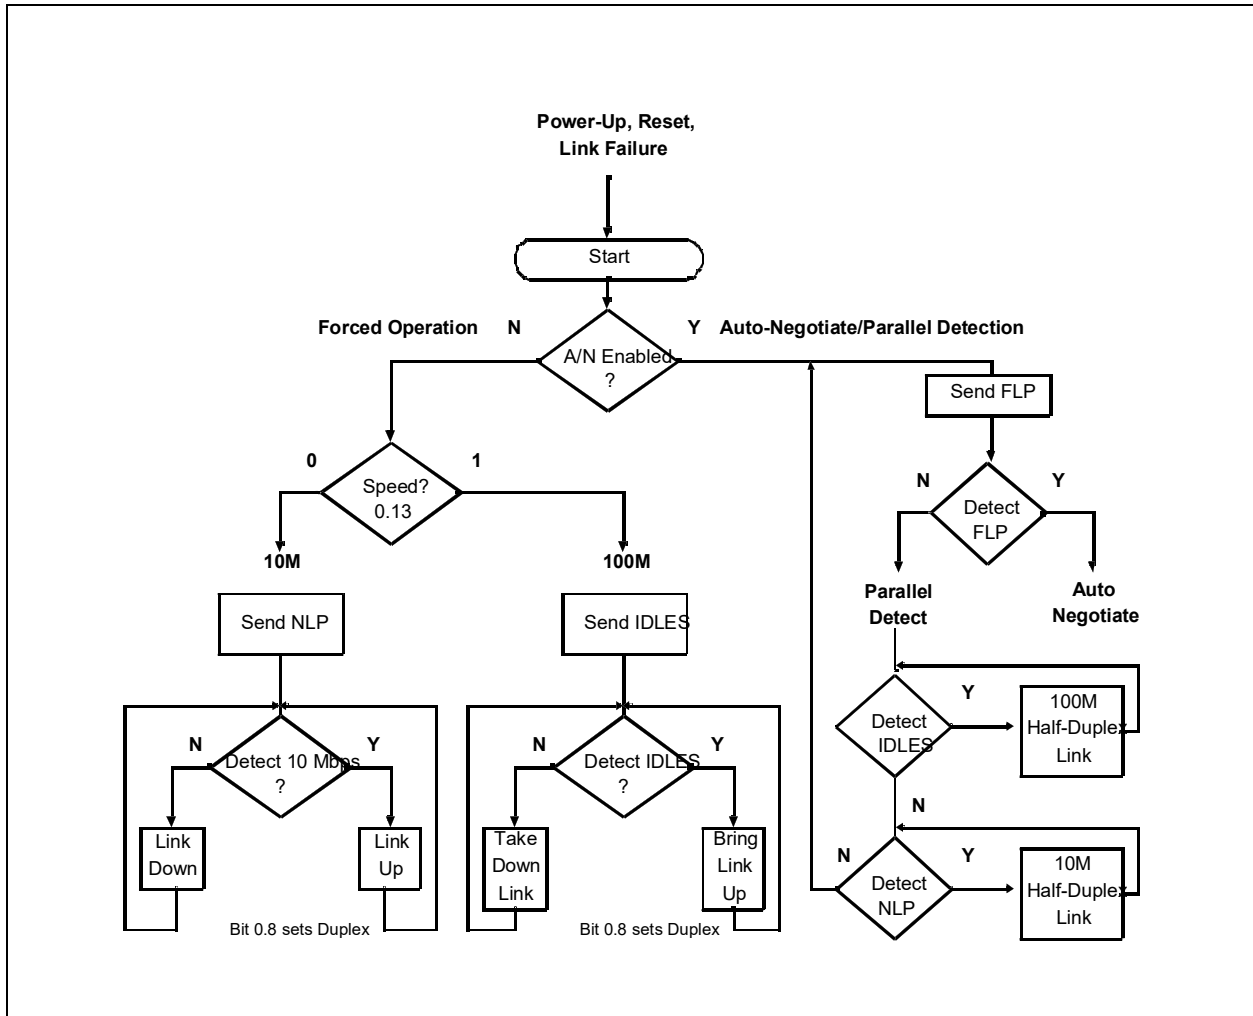 Power-Up, Reset,
Link Failure
Start
Forced Operation
N
Y
Auto-Negotiate/Parallel Detection
A/N Enabled
?
Send FLP
0
1
Speed?
0.13
N
Y
Detect
FLP
10M
100M
Parallel
Detect
Auto
Negotiate
Send NLP
Send IDLES
N
Y
Detect 10 Mbps
?
N
Y
Detect IDLES
?
Y
Detect
IDLES
100M
Half-Duplex
Link
N
Link
Down
Link
Up
Take
Down
Link
Bring
Link
Up
N
Y
Detect
NLP
10M
Half-Duplex
Link
Bit 0.8 sets Duplex
Bit 0.8 sets Duplex